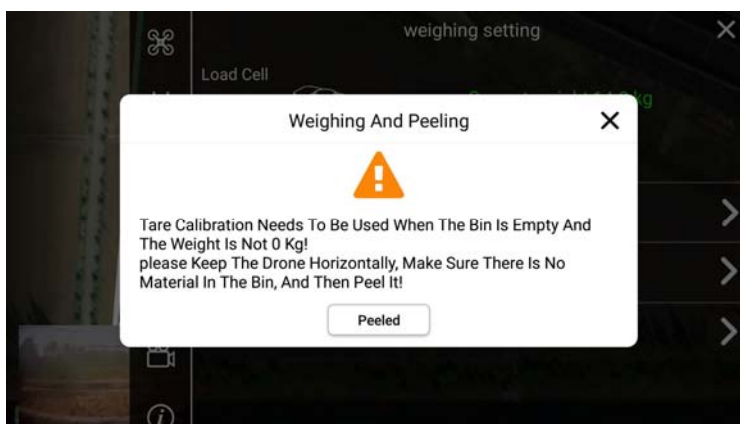 weighing setting
Load Cell
kg
Weighing And Peeling
Tare Calibration Needs To Be Used When The Bin Is Empty And
The Weight Is Not 0 Kg!
please Keep The Drone Horizontally, Make Sure There Is No
Material In The Bin, And Then Peel It!
Peeled